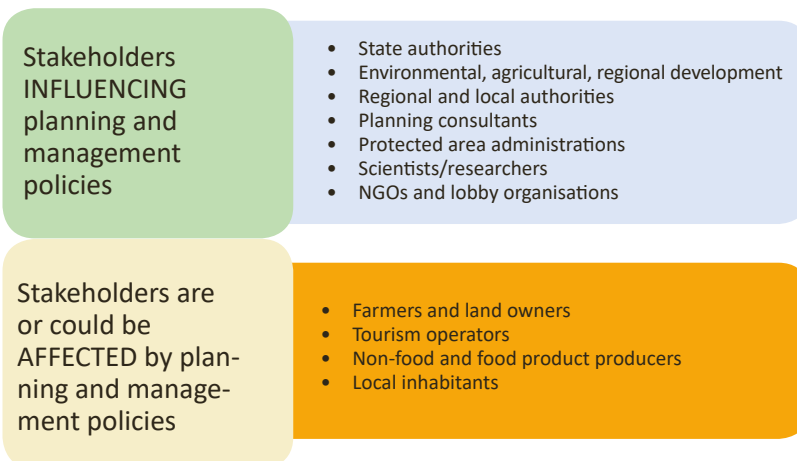 Stakeholders
INFLUENCING
planning and
management
policies
• State authorities
• Environmental, agricultural, regional development
• Regional and local authorities
• Planning consultants
• Protected area administrations
• Scientists/researchers
• NGOs and lobby organisations
Stakeholders are
or could be
AFFECTED by plan-
ning and manage-
ment policies
• Farmers and land owners
• Tourism operators
• Non-food and food product producers
• Local inhabitants